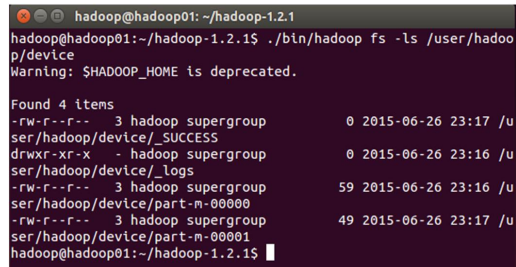 hadoop@hadoop01: ~/hadoop-1.2.1
hadoop@hadoop01:~/hadoop-1.2.1$ ./bin/hadoop fs -ls /user/hadoo
p/device
Warning: $HADOOP_HOME is deprecated.
Found 4 items
-rw-r--r--   3 hadoop supergroup          0 2015-06-26 23:17 /u
ser/hadoop/device/_SUCCESS
drwxr-xr-x   - hadoop supergroup          0 2015-06-26 23:16 /u
ser/hadoop/device/_logs
-rw-r--r--   3 hadoop supergroup         59 2015-06-26 23:16 /u
ser/hadoop/device/part-m-00000
-rw-r--r--   3 hadoop supergroup         49 2015-06-26 23:17 /u
ser/hadoop/device/part-m-00001
hadoop@hadoop01:~/hadoop-1.2.1$